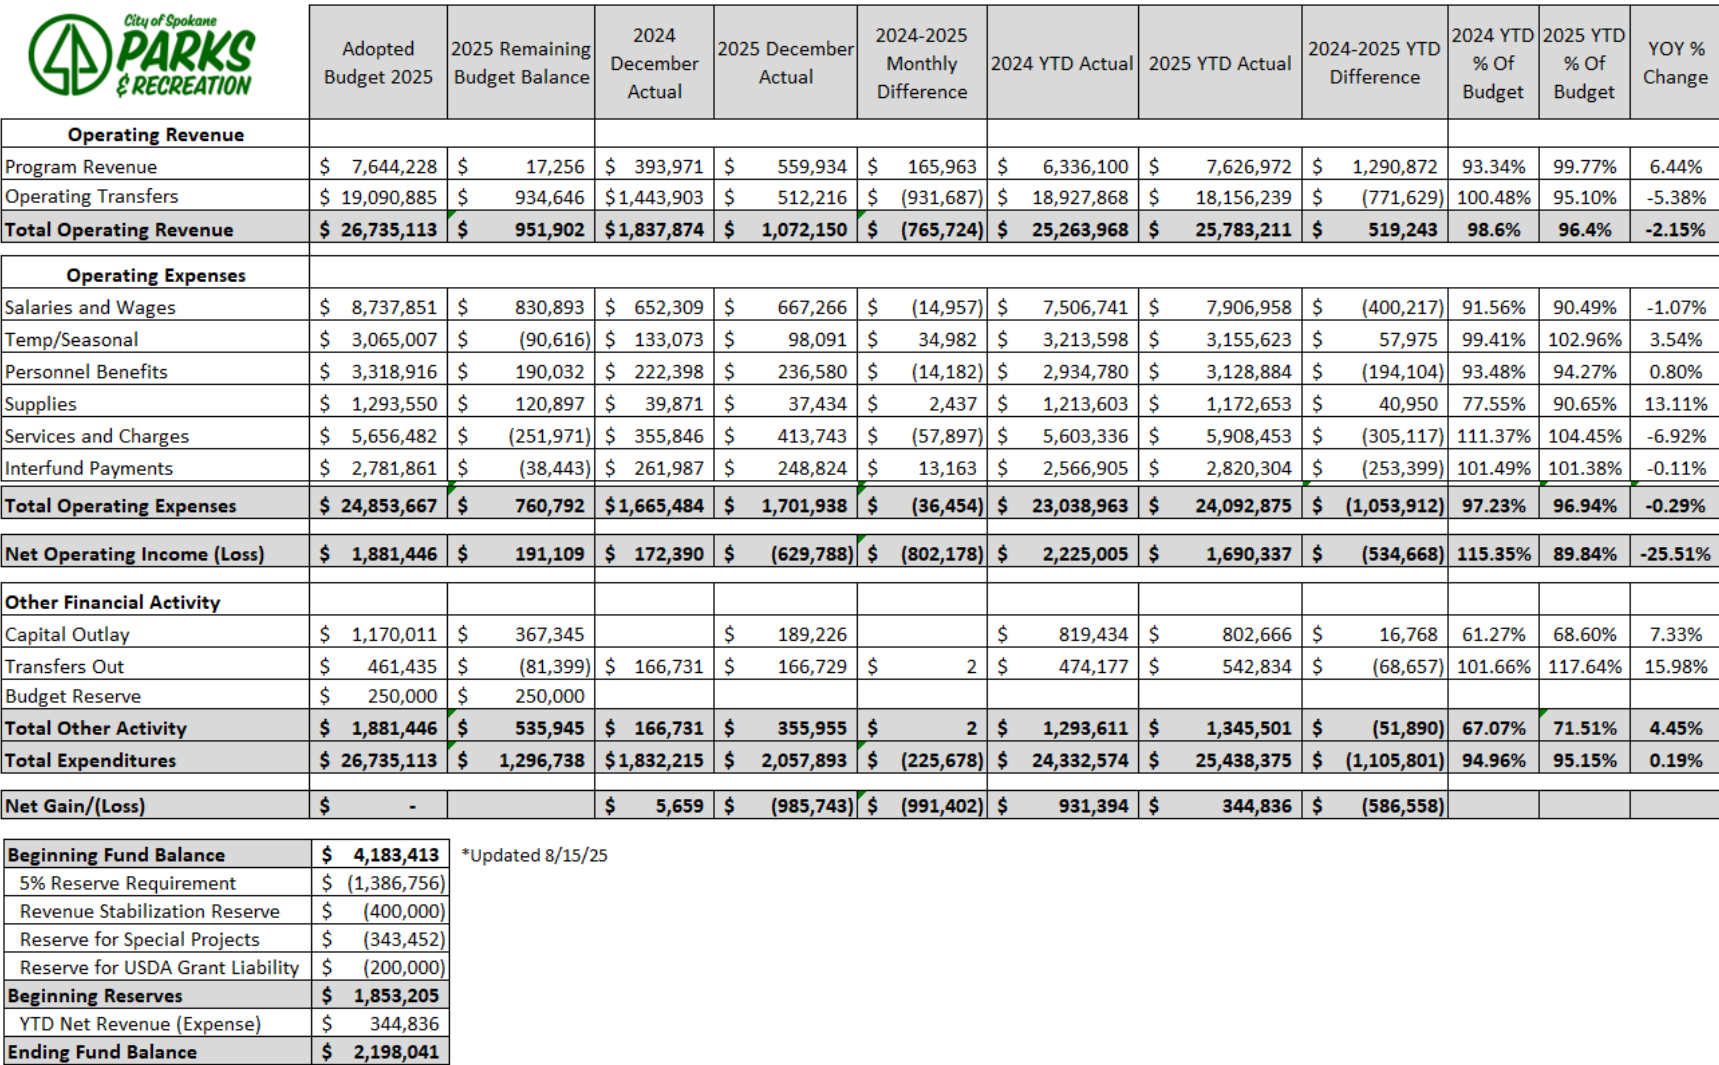 City of Spokane
PARKS
& RECREATION
Adopted Budget 2025 | 2025 Remaining Budget Balance | 2024 December Actual | 2025 December Actual | 2024-2025 Monthly Difference | 2024 YTD Actual | 2025 YTD Actual | 2024-2025 YTD Difference | 2024 YTD % Of Budget | 2025 YTD % Of Budget | YOY % Change
Operating Revenue
Program Revenue $ 7,644,228 $ 17,256 $ 393,971 $ 559,934 $ 165,963 $ 6,336,100 $ 7,626,972 $ 1,290,872 93.34% 99.77% 6.44%
Operating Transfers $ 19,090,885 $ 934,646 $1,443,903 $ 512,216 $ (931,687) $ 18,927,868 $ 18,156,239 $ (771,629) 100.48% 95.10% -5.38%
Total Operating Revenue $ 26,735,113 $ 951,902 $1,837,874 $ 1,072,150 $ (765,724) $ 25,263,968 $ 25,783,211 $ 519,243 98.6% 96.4% -2.15%
Operating Expenses
Salaries and Wages $ 8,737,851 $ 830,893 $ 652,309 $ 667,266 $ (14,957) $ 7,506,741 $ 7,906,958 $ (400,217) 91.56% 90.49% -1.07%
Temp/Seasonal $ 3,065,007 $ (90,616) $ 133,073 $ 98,091 $ 34,982 $ 3,213,598 $ 3,155,623 $ 57,975 99.41% 102.96% 3.54%
Personnel Benefits $ 3,318,916 $ 190,032 $ 222,398 $ 236,580 $ (14,182) $ 2,934,780 $ 3,128,884 $ (194,104) 93.48% 94.27% 0.80%
Supplies $ 1,293,550 $ 120,897 $ 39,871 $ 37,434 $ 2,437 $ 1,213,603 $ 1,172,653 $ 40,950 77.55% 90.65% 13.11%
Services and Charges $ 5,656,482 $ (251,971) $ 355,846 $ 413,743 $ (57,897) $ 5,603,336 $ 5,908,453 $ (305,117) 111.37% 104.45% -6.92%
Interfund Payments $ 2,781,861 $ (38,443) $ 261,987 $ 248,824 $ 13,163 $ 2,566,905 $ 2,820,304 $ (253,399) 101.49% 101.38% -0.11%
Total Operating Expenses $ 24,853,667 $ 760,792 $1,665,484 $ 1,701,938 $ (36,454) $ 23,038,963 $ 24,092,875 $ (1,053,912) 97.23% 96.94% -0.29%
Net Operating Income (Loss) $ 1,881,446 $ 191,109 $ 172,390 $ (629,788) $ (802,178) $ 2,225,005 $ 1,690,337 $ (534,668) 115.35% 89.84% -25.51%
Other Financial Activity
Capital Outlay $ 1,170,011 $ 367,345 $ 189,226 $ 819,434 $ 802,666 $ 16,768 61.27% 68.60% 7.33%
Transfers Out $ 461,435 $ (81,399) $ 166,731 $ 166,729 $ 2 $ 474,177 $ 542,834 $ (68,657) 101.66% 117.64% 15.98%
Budget Reserve $ 250,000 $ 250,000
Total Other Activity $ 1,881,446 $ 535,945 $ 166,731 $ 355,955 $ 2 $ 1,293,611 $ 1,345,501 $ (51,890) 67.07% 71.51% 4.45%
Total Expenditures $ 26,735,113 $ 1,296,738 $1,832,215 $ 2,057,893 $ (225,678) $ 24,332,574 $ 25,438,375 $ (1,105,801) 94.96% 95.15% 0.19%
Net Gain/(Loss) $ - $ 5,659 $ (985,743) $ (991,402) $ 931,394 $ 344,836 $ (586,558)
Beginning Fund Balance $ 4,183,413 *Updated 8/15/25
5% Reserve Requirement $ (1,386,756)
Revenue Stabilization Reserve $ (400,000)
Reserve for Special Projects $ (343,452)
Reserve for USDA Grant Liability $ (200,000)
Beginning Reserves $ 1,853,205
YTD Net Revenue (Expense) $ 344,836
Ending Fund Balance $ 2,198,041